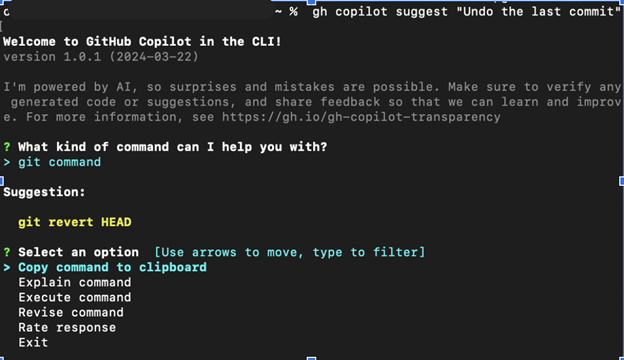 ~ % gh copilot suggest "Undo the last commit"
Welcome to GitHub Copilot in the CLI!
version 1.0.1 (2024-03-22)
I'm powered by AI, so surprises and mistakes are possible. Make sure to verify any
generated code or suggestions, and share feedback so that we can learn and improv
e. For more information, see https://gh.io/gh-copilot-transparency
? What kind of command can I help you with?
> git command
Suggestion:
git revert HEAD
? Select an option [Use arrows to move, type to filter]
> Copy command to clipboard
Explain command
Execute command
Revise command
Rate response
Exit